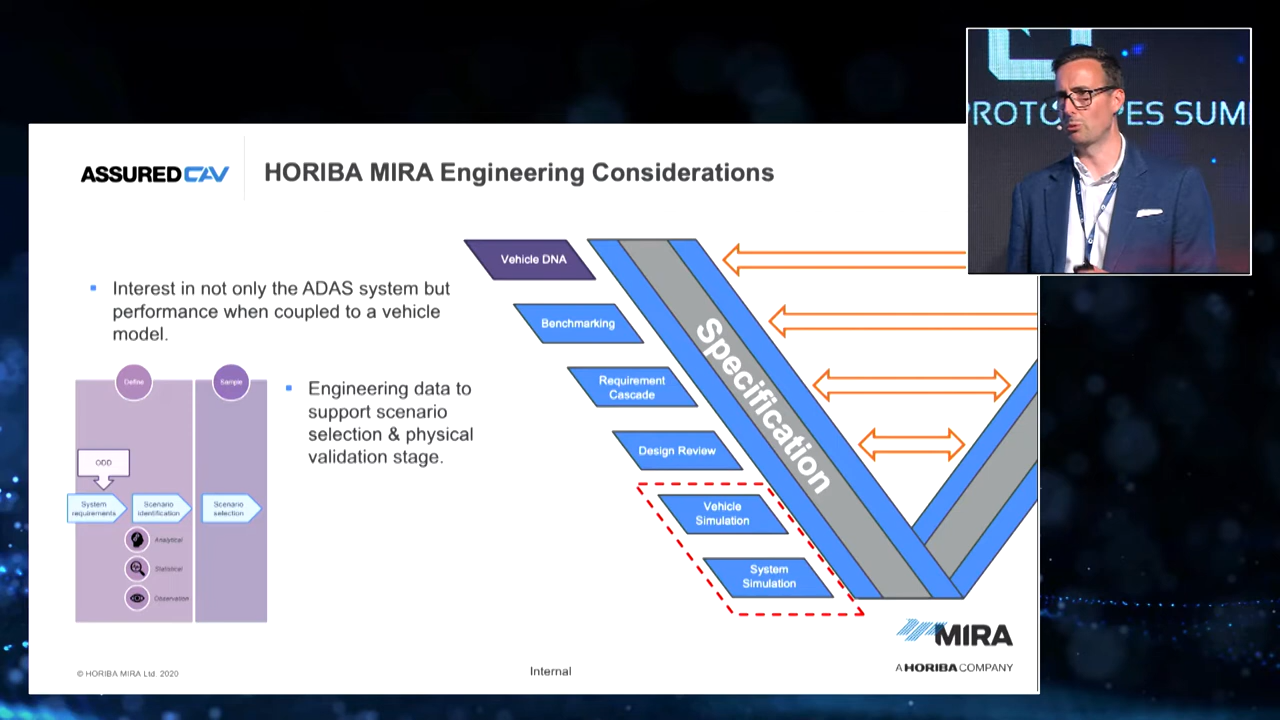 PROTO PES SUM
ASSURED CAV
HORIBA MIRA Engineering Considerations
Interest in not only the ADAS system but
performance when coupled to a vehicle
model.
Define
Sample
Engineering data to
support scenario
selection & physical
validation stage.
ODD
System
requirements
Scenario
identification
Scenario
selection
Analytical
Statistical
Observation
Vehicle DNA
Benchmarking
Requirement
Cascade
Design Review
Vehicle
Simulation
System
Simulation
Specification
MIRA
A HORIBA COMPANY
© HORIBA MIRA Ltd. 2020
Internal